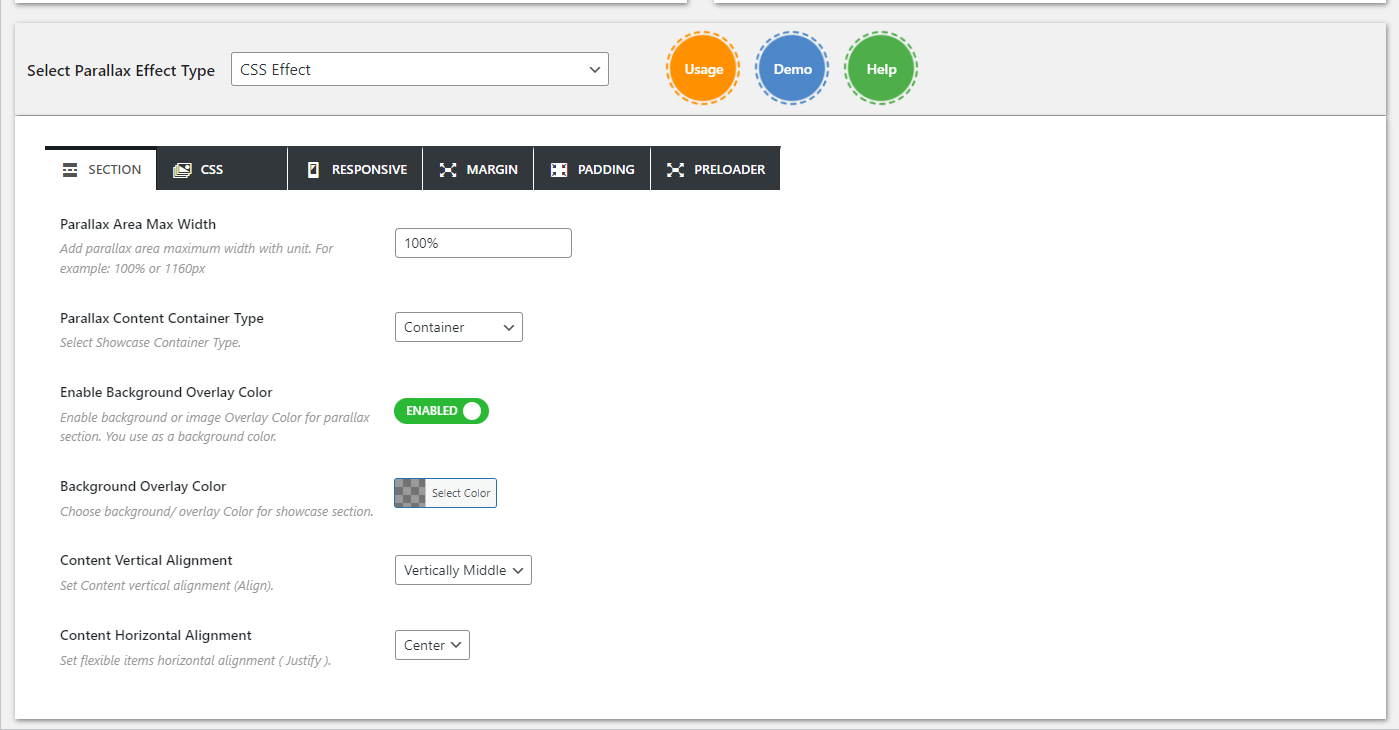 Select Parallax Effect Type
CSS Effect
Usage
Demo
Help
SECTION
CSS
RESPONSIVE
MARGIN
PADDING
PRELOADER
Parallax Area Max Width
Add parallax area maximum width with unit. For
example: 100% or 1160px
100%
Parallax Content Container Type
Select Showcase Container Type.
Container
Enable Background Overlay Color
Enable background or image Overlay Color for parallax
section. You use as a background color.
ENABLED
Background Overlay Color
Choose background/ overlay Color for showcase section.
Select Color
Content Vertical Alignment
Set Content vertical alignment (Align).
Vertically Middle
Content Horizontal Alignment
Set flexible items horizontal alignment ( Justify ).
Center